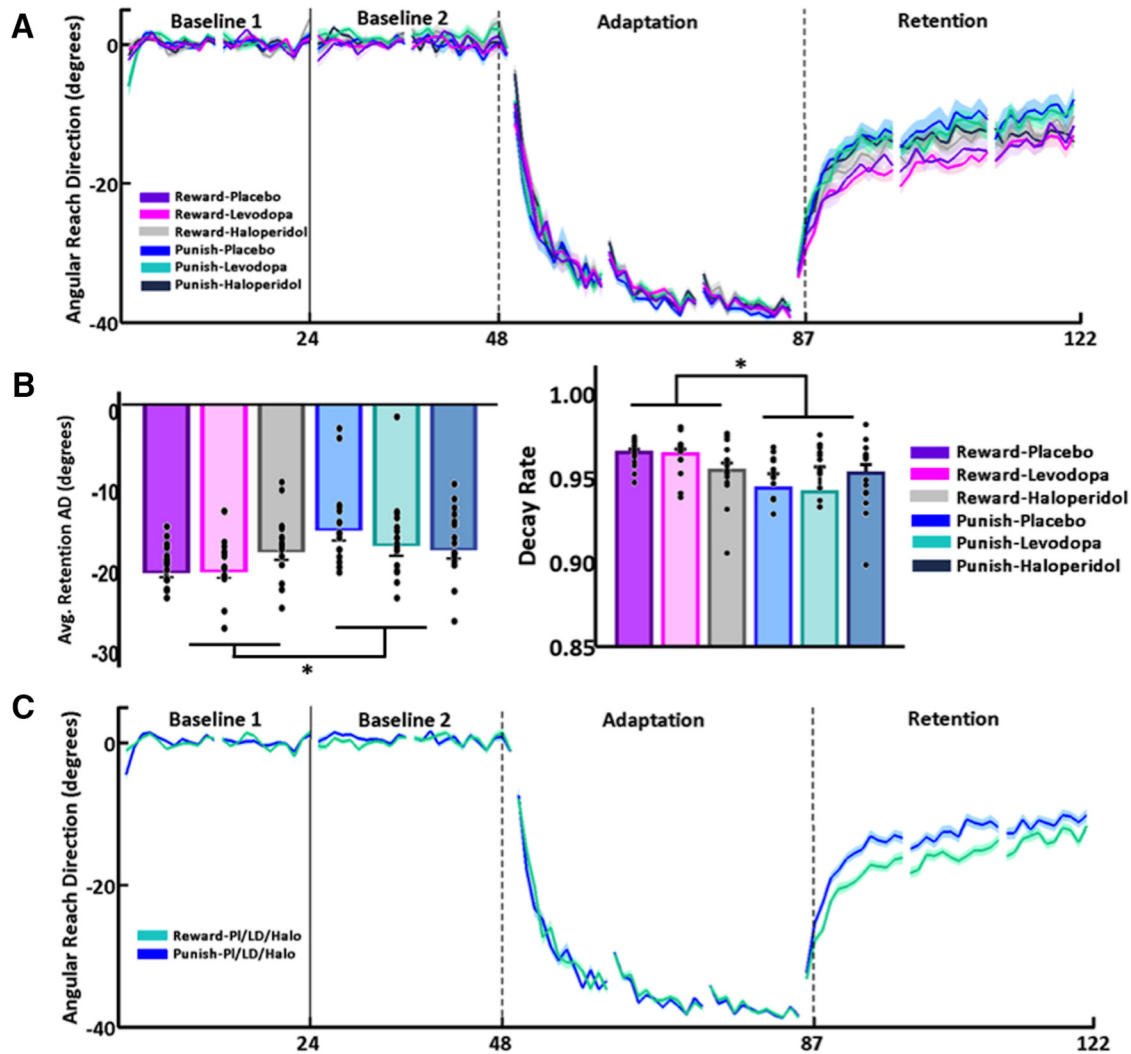 A
Baseline 1
Baseline 2
Adaptation
Retention
Angular Reach Direction (degrees)
0
-20
-40
Reward-Placebo
Reward-Levodopa
Reward-Haloperidol
Punish-Placebo
Punish-Levodopa
Punish-Haloperidol
24
48
87
122
B
Avg. Retention AD (degrees)
0
-10
-20
-30
*
Decay Rate
1.00
0.95
0.90
0.85
*
Reward-Placebo
Reward-Levodopa
Reward-Haloperidol
Punish-Placebo
Punish-Levodopa
Punish-Haloperidol
C
Baseline 1
Baseline 2
Adaptation
Retention
Angular Reach Direction (degrees)
0
-20
-40
Reward-Pl/LD/Halo
Punish-Pl/LD/Halo
24
48
87
122